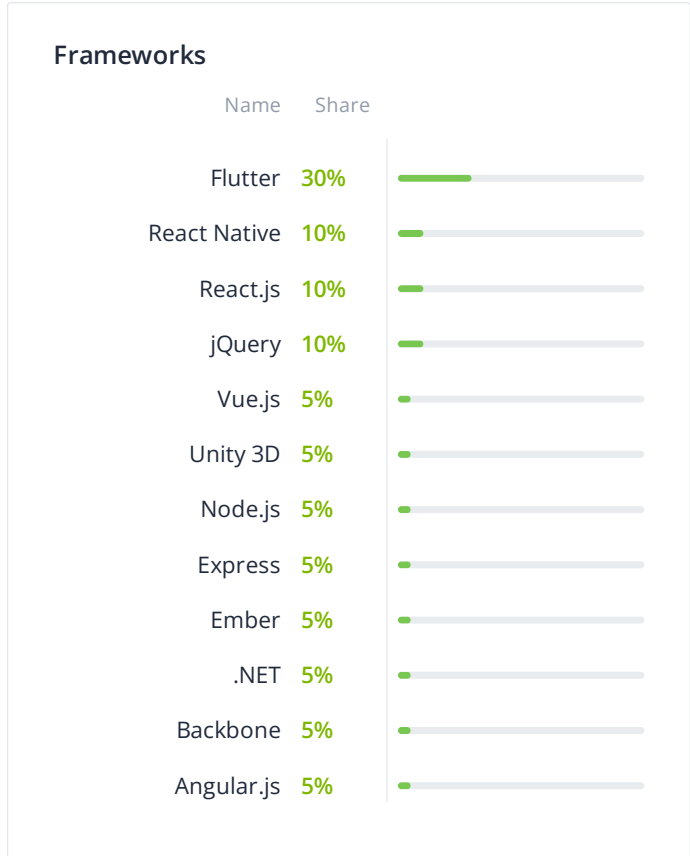 Frameworks
Name Share
Flutter 30%
React Native 10%
React.js 10%
jQuery 10%
Vue.js 5%
Unity 3D 5%
Node.js 5%
Express 5%
Ember 5%
.NET 5%
Backbone 5%
Angular.js 5%